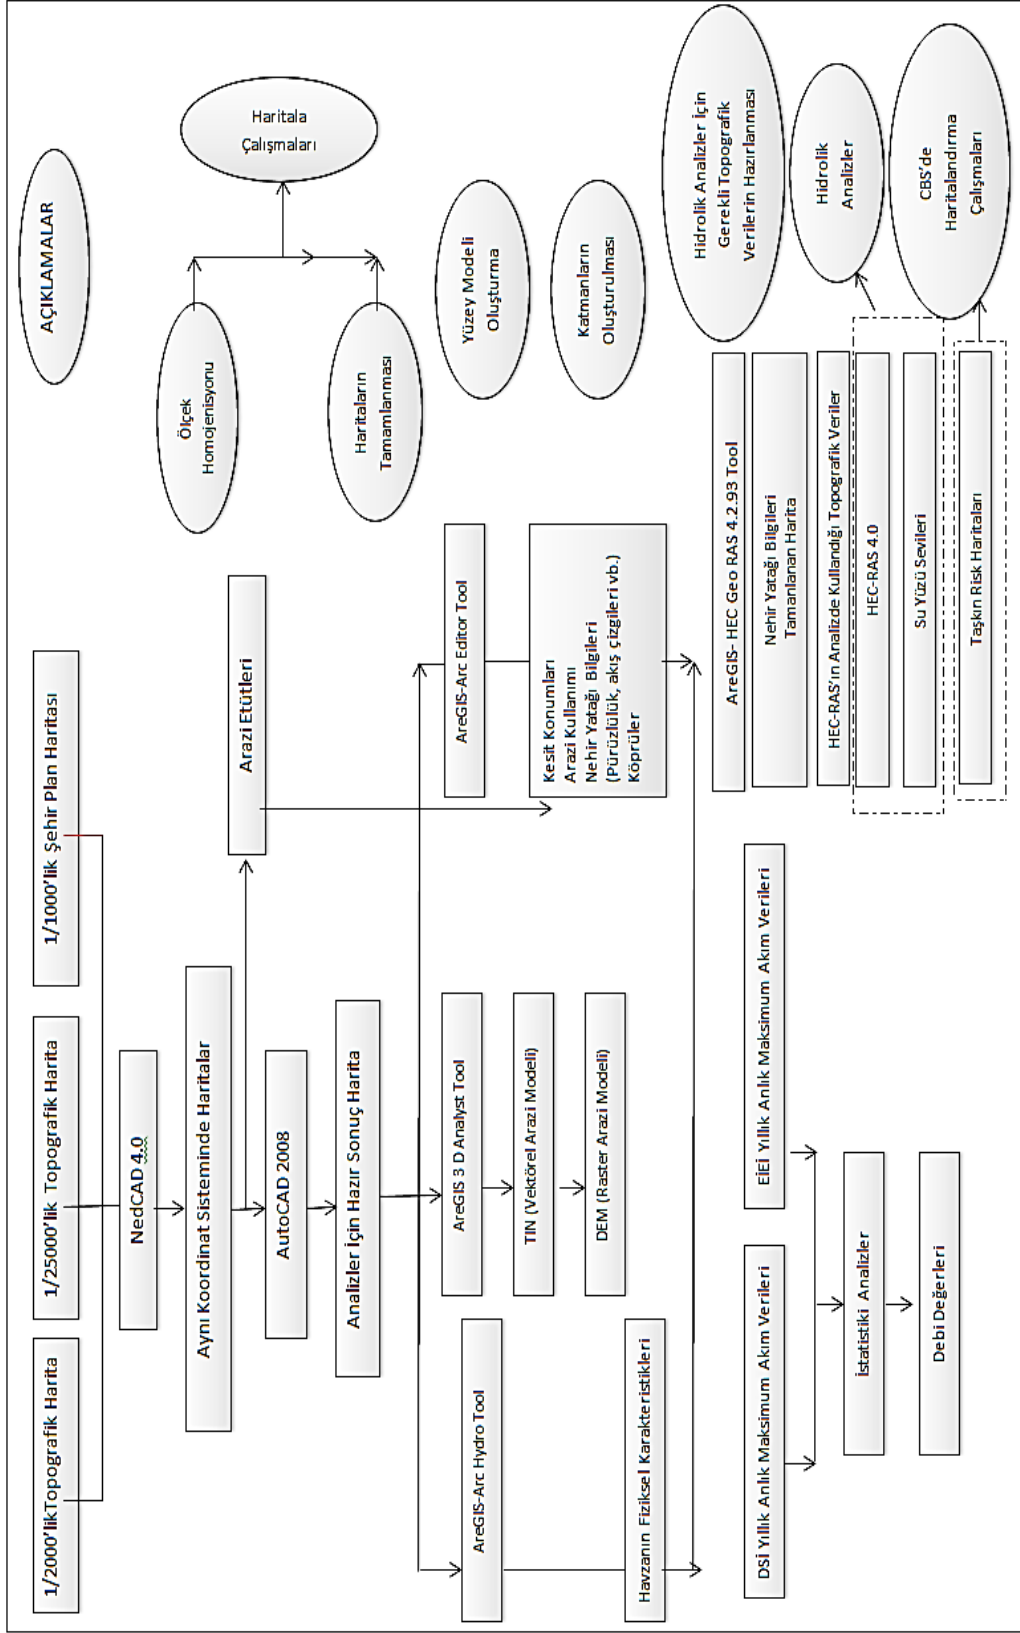 1/2000'likTopografik Harita
1/25000'lik Topografik Harita
1/1000'lik Şehir Plan Haritası
AÇIKLAMALAR
NedCAD 4.0
Aynı Koordinat Sisteminde Haritalar
Arazi Etütleri
Ölçek
Homojenisyonu
Haritala
Çalışmaları
AutoCAD 2008
Analizler İçin Hazır Sonuç Harita
Haritaların
Tamamlanması
AreGIS-Arc Hydro Tool
AreGIS 3 DAnalyst Tool
AreGIS-Arc Editor Tool
Yüzey Modeli
Oluşturma
TIN (Vektörel Arazi Modeli)
DEM (Raster Arazi Modeli)
Kesit Konumları
Arazi Kullanımı
Nehir Yatağı Bilgileri
(Pürüzlülük, akış çizgileri vb.)
Köprüler
Katmanların
Oluşturulması
Havzanın Fiziksel Karakteristikleri
AreGIS- HEC Geo RAS 4.2.93 Tool
Hidrolik Analizler İçin
Gerekli Topografik
Verilerin Hazırlanması
DSİ Yıllık Anlık Maksimum Akım Verileri
EİEİ Yıllık Anlık Maksimum Akım Verileri
Nehir Yatağı Bilgileri
Tamanlanan Harita
HEC-RAS'ın Analizde Kullandığı Topografik Veriler
İstatistiki Analizler
HEC-RAS 4.0
Hidrolik
Analizler
Su Yüzü Sevileri
Debi Değerleri
Taşkın Risk Haritaları
CBS'de
Haritalandırma
Çalışmaları